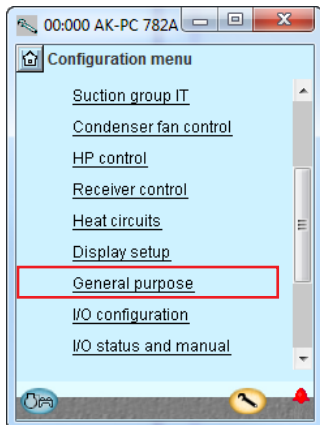 00:000 AK-PC 782A
Configuration menu
Suction group IT
Condenser fan control
HP control
Receiver control
Heat circuits
Display setup
General purpose
I/O configuration
I/O status and manual